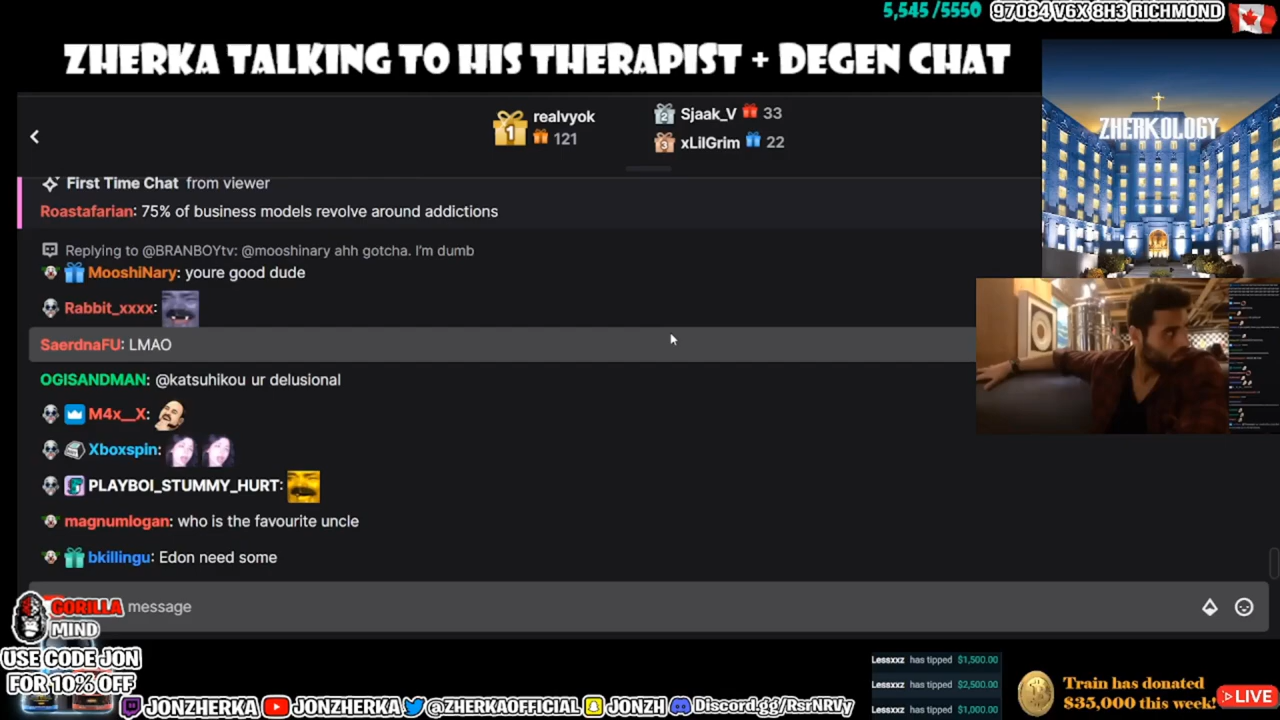 5,545 /5550
97084 V6X 8H3 RICHMOND
ZHERKA TALKING TO HIS THERAPIST + DEGEN CHAT
ZHERKOLOGY
1 realvyok
121
2 Sjaak_V 33
3 xLilGrim 22
First Time Chat from viewer
Roastafarian: 75% of business models revolve around addictions
Replying to @BRANBOYtv: @mooshinary ahh gotcha. I'm dumb
MooshiNary: youre good dude
Rabbit_xxxx:
SaerdnaFU: LMAO
OGISANDMAN: @katsuhikou ur delusional
M4x__X:
Xboxspin:
PLAYBOI_STUMMY_HURT:
magnumlogan: who is the favourite uncle
bkillingu: Edon need some
message
GORILLA
MIND
USE CODE JON
FOR 10% OFF
JONZHERKA JONZHERKA @ZHERKAOFFICIAL JONZH Discord.gg/RsrNRVy
Lessxxz has tipped $1,500.00
Lessxxz has tipped $2,500.00
Lessxxz has tipped $1,000.00
Train has donated
$35,000 this week!
LIVE